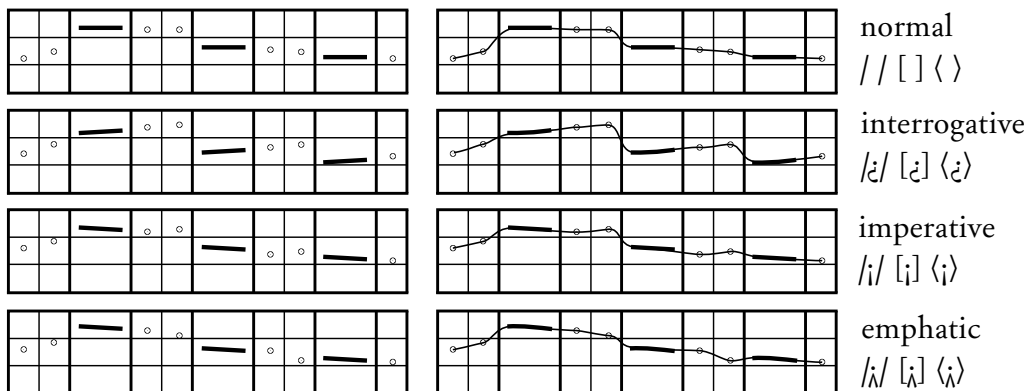 normal
/ / [ ] ⟨ ⟩
interrogative
/¿/ [¿] ⟨¿⟩
imperative
/¡/ [¡] ⟨¡⟩
emphatic